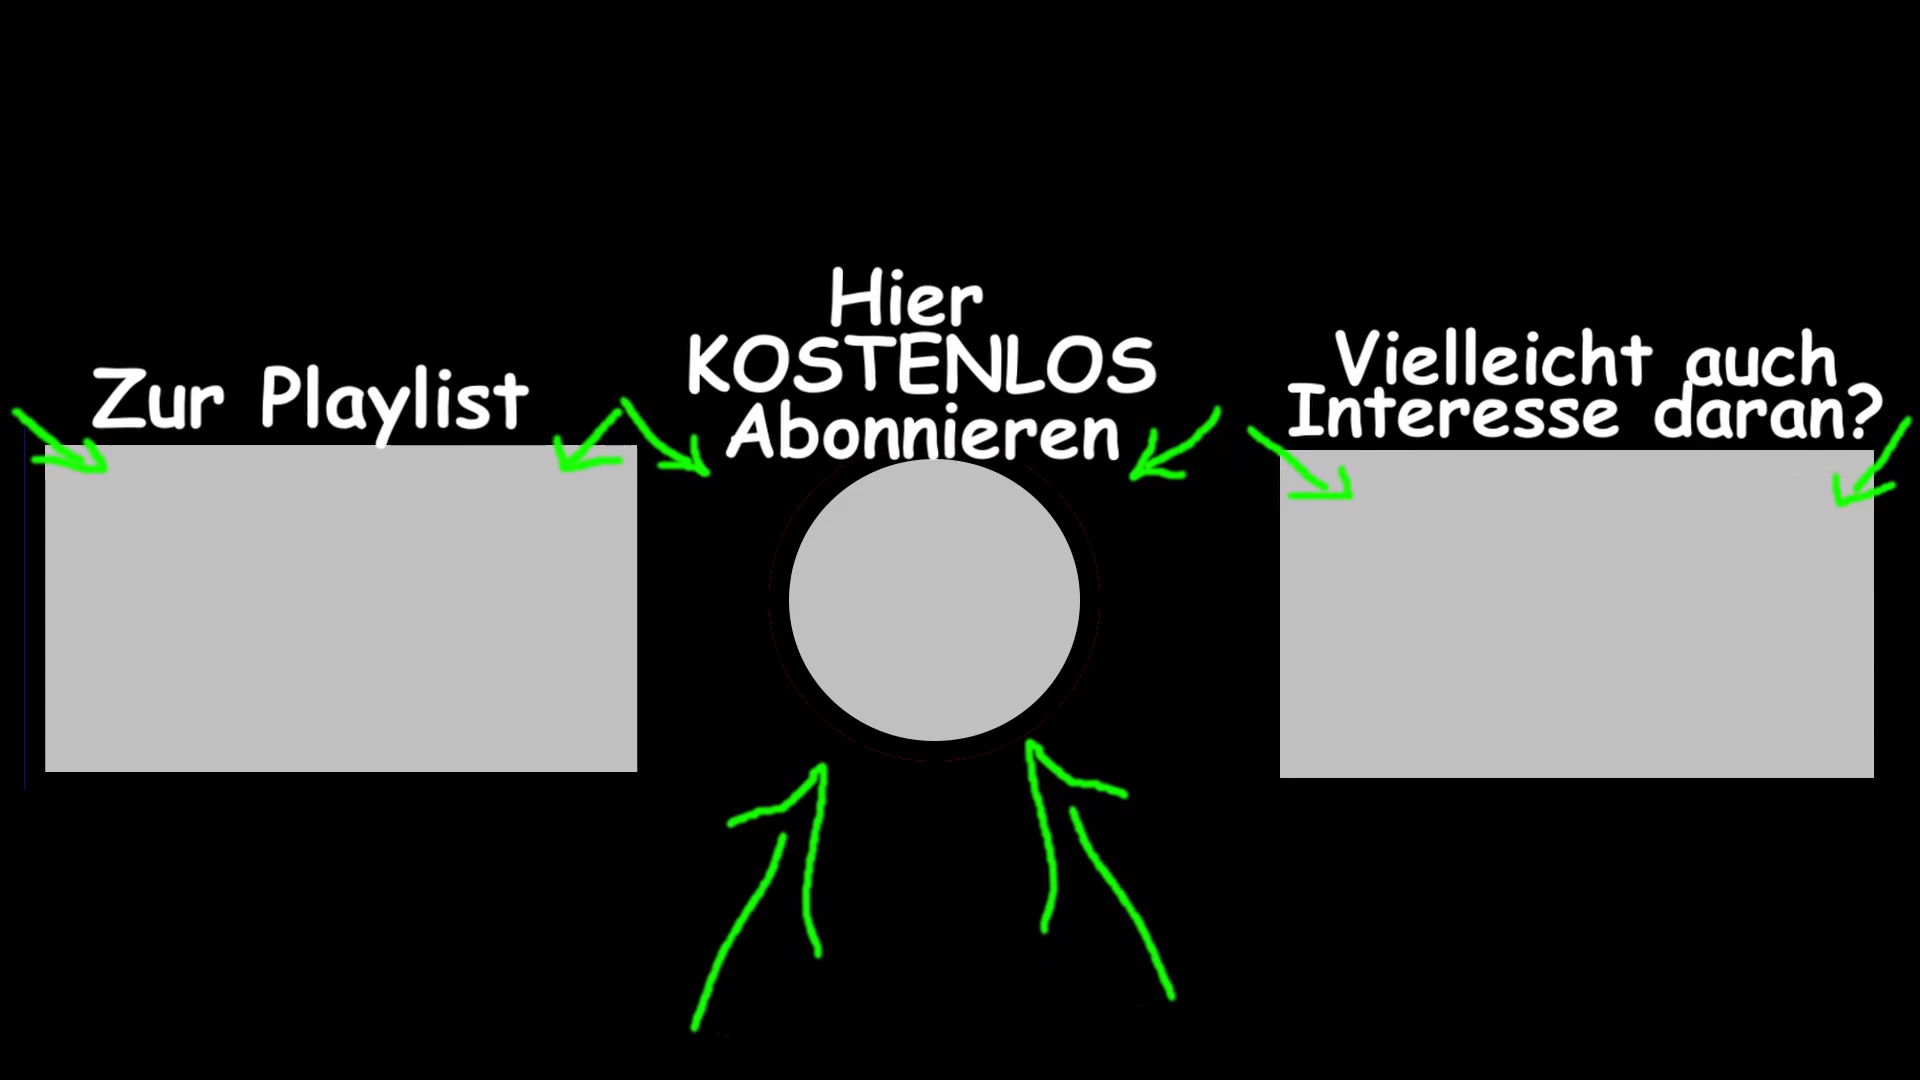 Zur Playlist
Hier
KOSTENLOS
Abonnieren
Vielleicht auch
Interesse daran?